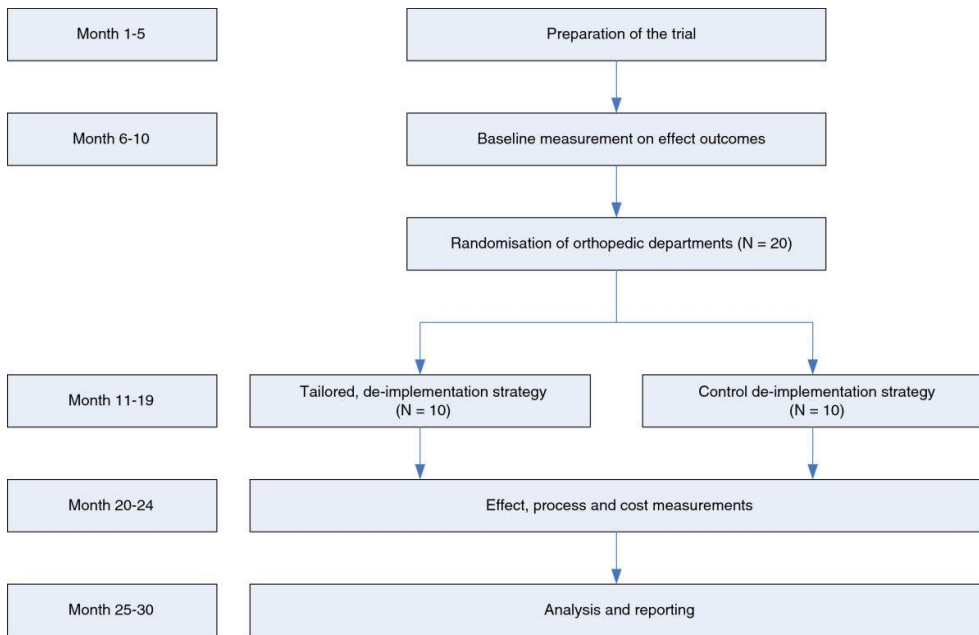 Month 1-5
Preparation of the trial
Month 6-10
Baseline measurement on effect outcomes
Randomisation of orthopedic departments (N = 20)
Month 11-19
Tailored, de-implementation strategy
(N = 10)
Control de-implementation strategy
(N = 10)
Month 20-24
Effect, process and cost measurements
Month 25-30
Analysis and reporting